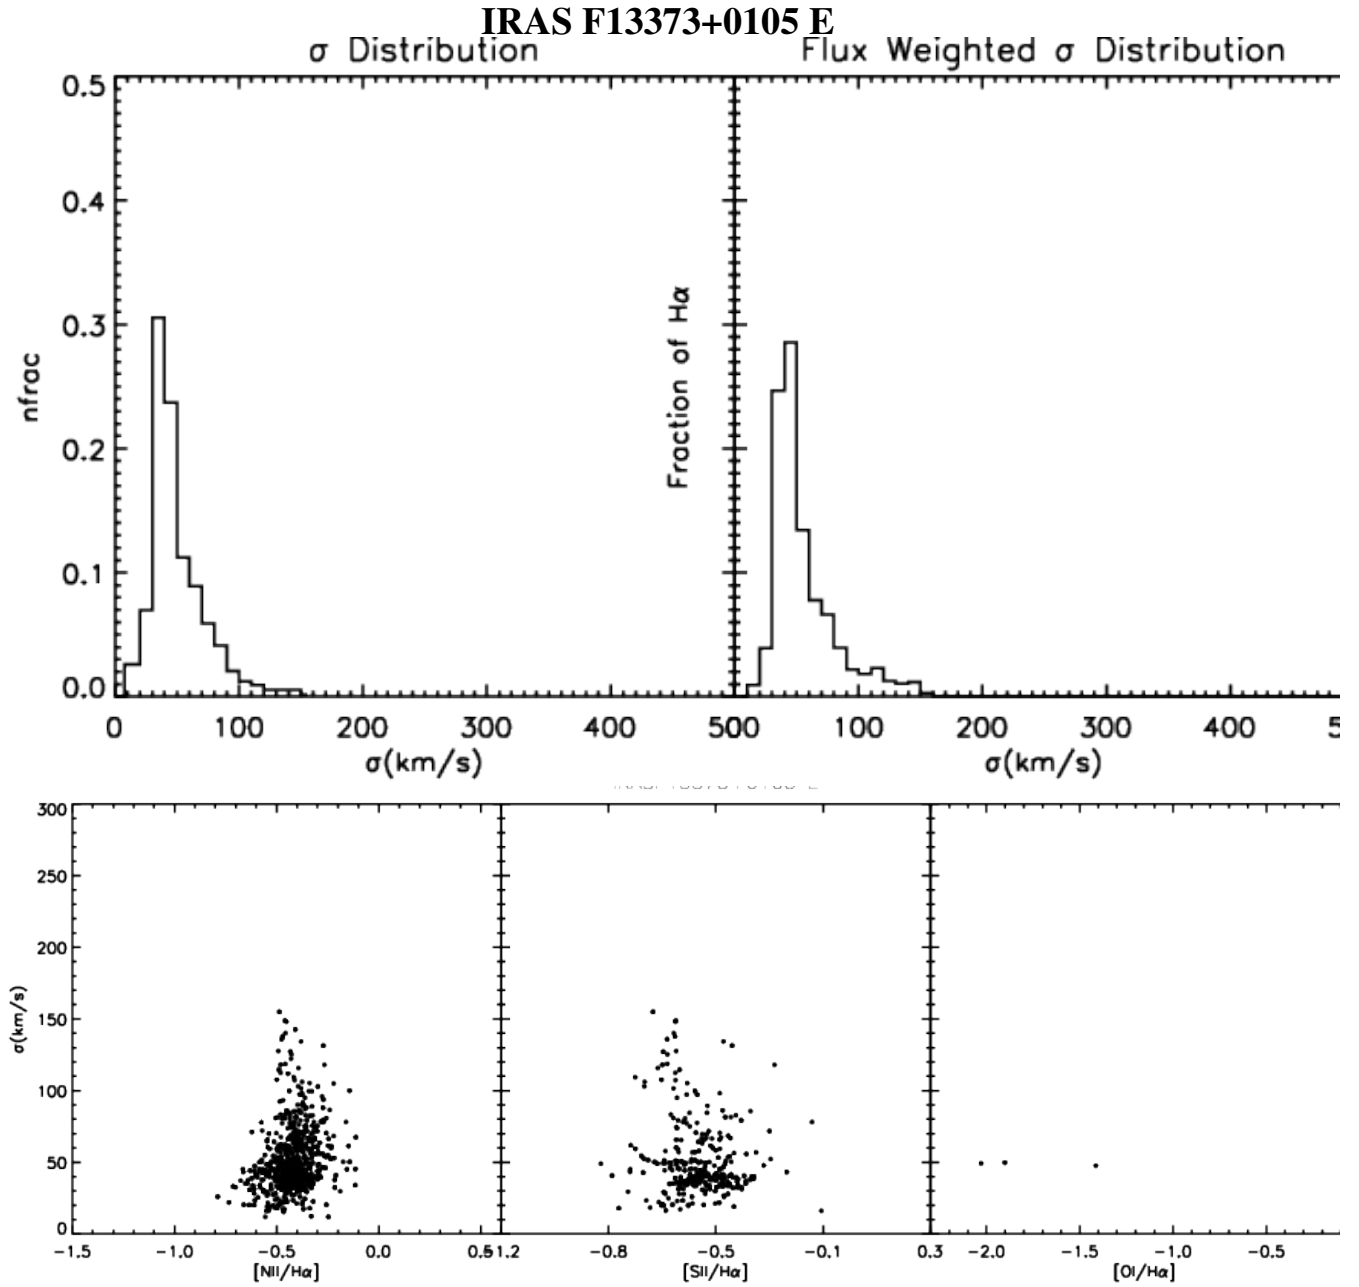 IRAS F13373+0105 E
σ Distribution
Flux Weighted σ Distribution
0.5
0.4
0.3
0.2
0.1
0.0
nfrac
Fraction of Hα
0 100 200 300 400 500 100 200 300 400 5
σ(km/s) σ(km/s)
300
250
200
150
100
50
0
σ(km/s)
-1.5 -1.0 -0.5 0.0 0.5 1.2 -0.8 -0.5 -0.1 0.3 -2.0 -1.5 -1.0 -0.5
[NII/Hα] [SII/Hα] [OI/Hα]